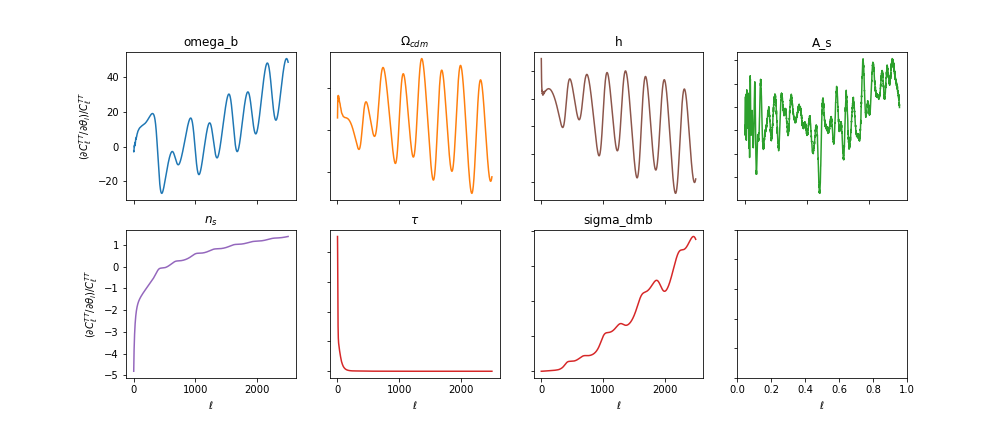 omega_b
Ω_{cdm}
h
A_s
(∂C_ℓ^{TT}/∂θ_i)/C_ℓ^{TT}
40
20
0
−20
n_s
τ
sigma_dmb
(∂C_ℓ^{TT}/∂θ_i)/C_ℓ^{TT}
1
0
−1
−2
−3
−4
−5
0 1000 2000
0 1000 2000
0 1000 2000
0.0 0.2 0.4 0.6 0.8 1.0
ℓ ℓ ℓ ℓ